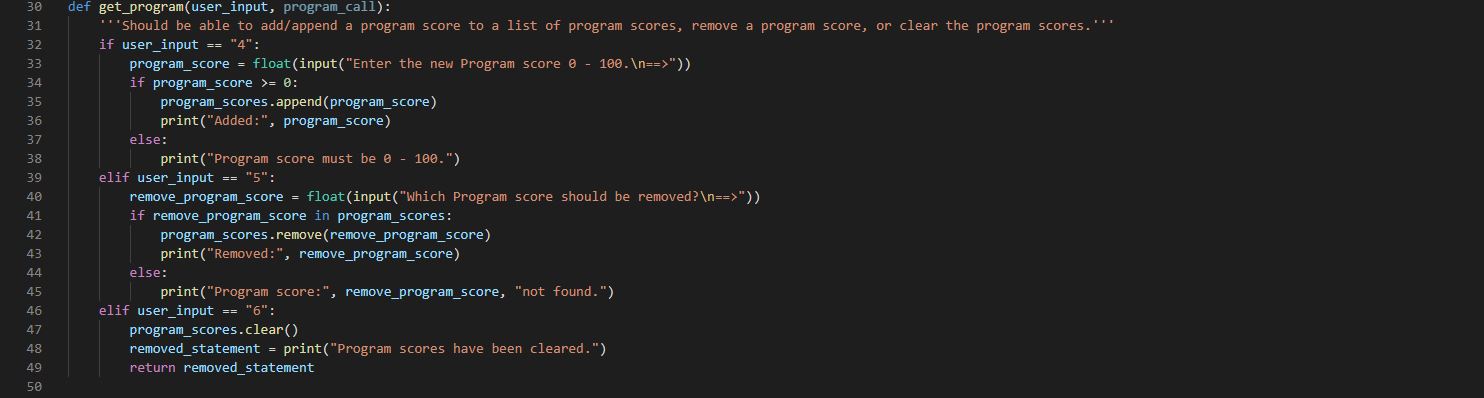 30 def get_program(user_input, program_call):
31     '''Should be able to add/append a program score to a list of program scores, remove a program score, or clear the program scores.'''
32     if user_input == "4":
33         program_score = float(input("Enter the new Program score 0 - 100.\n==>"))
34         if program_score >= 0:
35             program_scores.append(program_score)
36             print("Added:", program_score)
37         else:
38             print("Program score must be 0 - 100.")
39     elif user_input == "5":
40         remove_program_score = float(input("Which Program score should be removed?\n==>"))
41         if remove_program_score in program_scores:
42             program_scores.remove(remove_program_score)
43             print("Removed:", remove_program_score)
44         else:
45             print("Program score:", remove_program_score, "not found.")
46     elif user_input == "6":
47         program_scores.clear()
48         removed_statement = print("Program scores have been cleared.")
49         return removed_statement
50